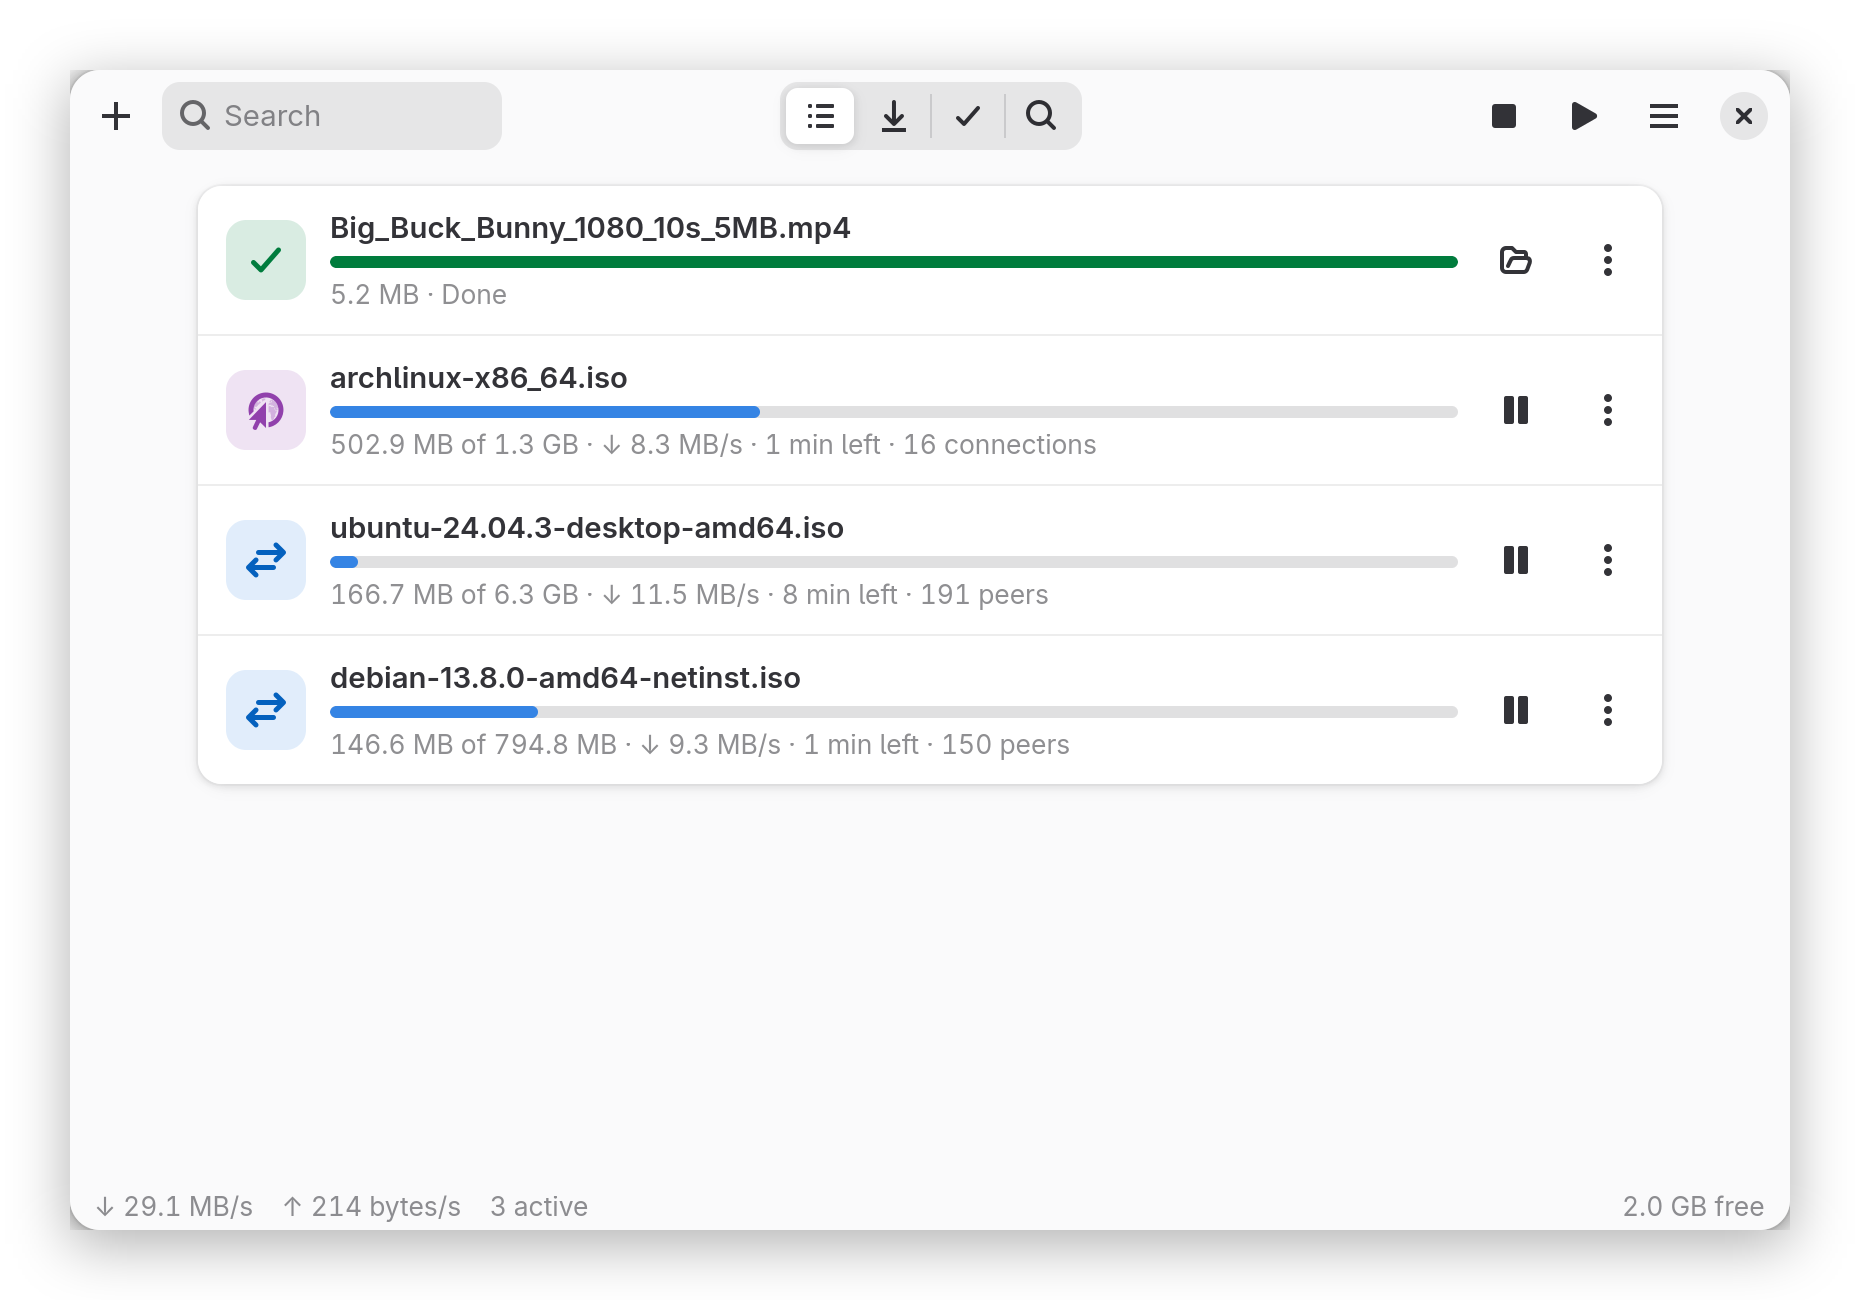 Search
Big_Buck_Bunny_1080_10s_5MB.mp4
5.2 MB · Done
archlinux-x86_64.iso
502.9 MB of 1.3 GB · ↓ 8.3 MB/s · 1 min left · 16 connections
ubuntu-24.04.3-desktop-amd64.iso
166.7 MB of 6.3 GB · ↓ 11.5 MB/s · 8 min left · 191 peers
debian-13.8.0-amd64-netinst.iso
146.6 MB of 794.8 MB · ↓ 9.3 MB/s · 1 min left · 150 peers
↓ 29.1 MB/s ↑ 214 bytes/s 3 active 2.0 GB free